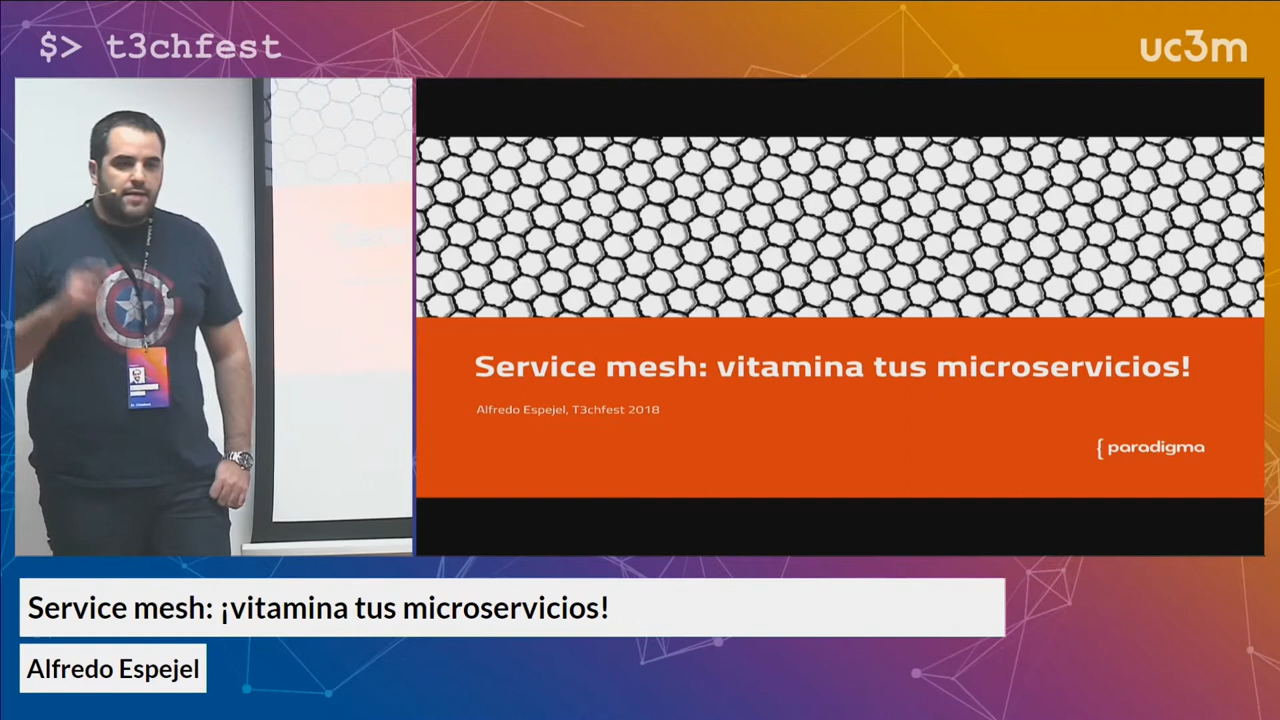 $> t3chfest
uc3m
Service mesh: vitamina tus microservicios!
Alfredo Espejel, T3chfest 2018
{ paradigma
Service mesh: ¡vitamina tus microservicios!
Alfredo Espejel